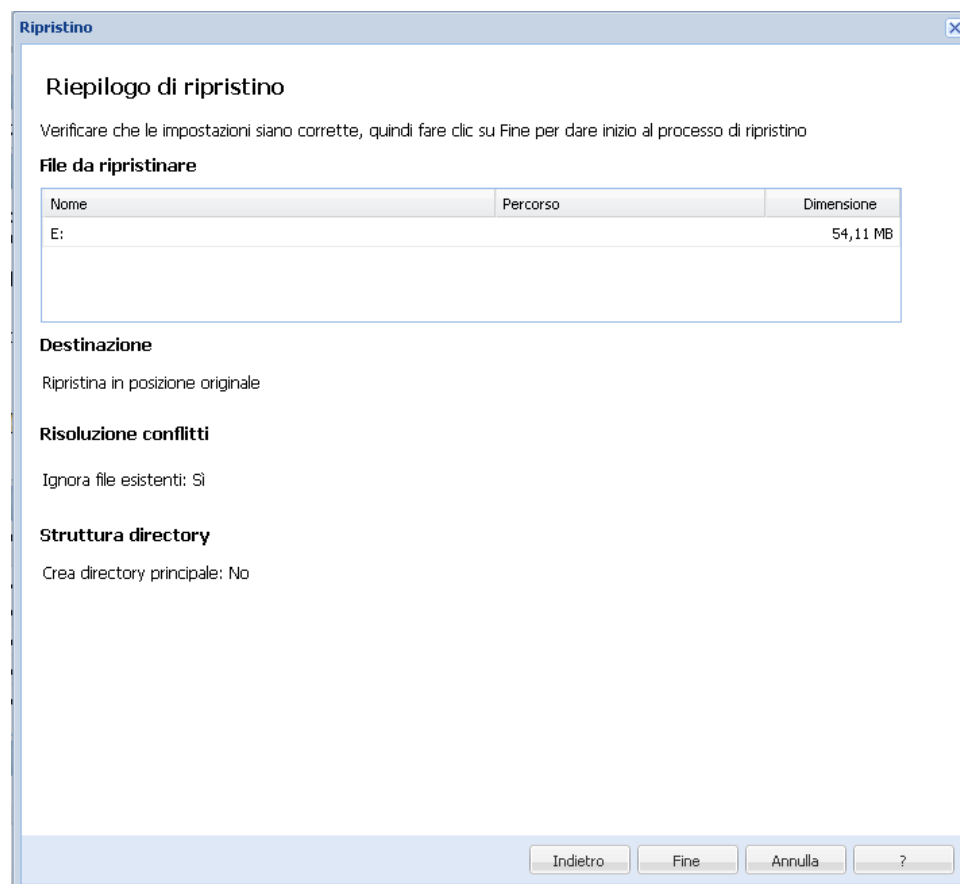 Ripristino
Riepilogo di ripristino
Verificare che le impostazioni siano corrette, quindi fare clic su Fine per dare inizio al processo di ripristino
File da ripristinare
Nome Percorso Dimensione
E: 54,11 MB
Destinazione
Ripristina in posizione originale
Risoluzione conflitti
Ignora file esistenti: Sì
Struttura directory
Crea directory principale: No
Indietro Fine Annulla ?